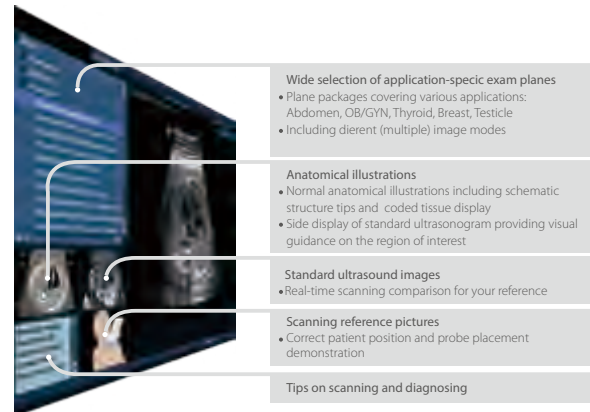 Wide selection of application-specic exam planes
• Plane packages covering various applications:
Abdomen, OB/GYN, Thyroid, Breast, Testicle
• Including dierent (multiple) image modes
Anatomical illustrations
• Normal anatomical illustrations including schematic
structure tips and coded tissue display
• Side display of standard ultrasonogram providing visual
guidance on the region of interest
Standard ultrasound images
• Real-time scanning comparison for your reference
Scanning reference pictures
• Correct patient position and probe placement
demonstration
Tips on scanning and diagnosing